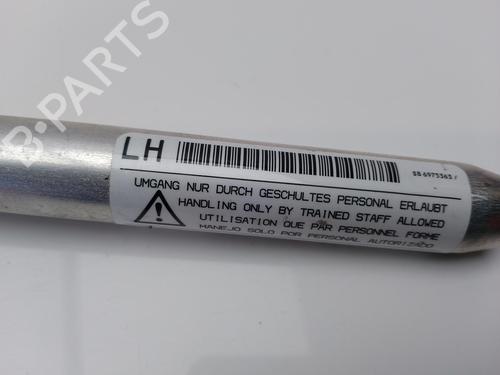 B-PARTS
LH
UMGANG NUR DURCH GESCHULTES PERSONAL ERLAUBT
HANDLING ONLY BY TRAINED STAFF ALLOWED
UTILISATION QUE PAR PERSONNEL FORME
MANEJO SOLO POR PERSONAL AUTORIZADO